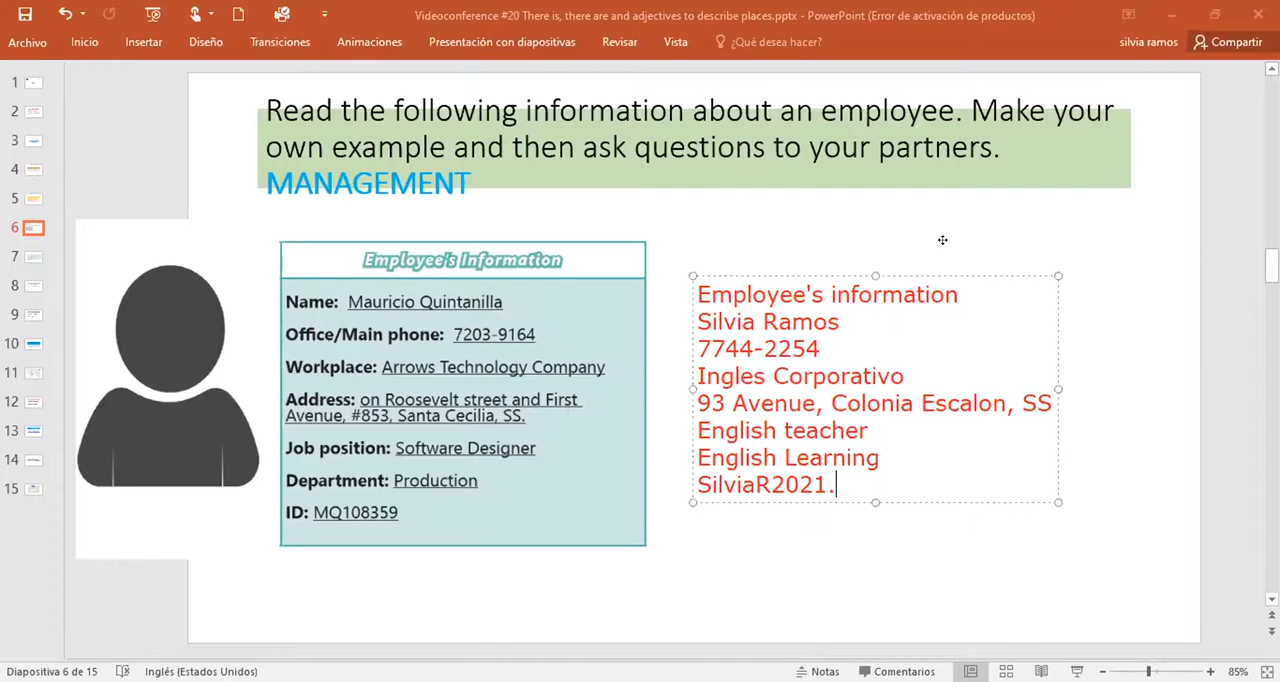 Videoconference #20 There is, there are and adjectives to describe places.pptx - PowerPoint (Error de activación de productos)
Archivo
Inicio
Insertar
Diseño
Transiciones
Animaciones
Presentación con diapositivas
Revisar
Vista
¿Qué desea hacer?
silvia ramos
Compartir
1
2
3
4
5
6
7
8
9
10
11
12
13
14
15
Read the following information about an employee. Make your
own example and then ask questions to your partners.
MANAGEMENT
Employee's Information
Name: Mauricio Quintanilla
Office/Main phone: 7203-9164
Workplace: Arrows Technology Company
Address: on Roosevelt street and First
Avenue, #853, Santa Cecilia, SS.
Job position: Software Designer
Department: Production
ID: MQ108359
Employee's information
Silvia Ramos
7744-2254
Ingles Corporativo
93 Avenue, Colonia Escalon, SS
English teacher
English Learning
SilviaR2021.
Diapositiva 6 de 15
Inglés (Estados Unidos)
Notas
Comentarios
85%